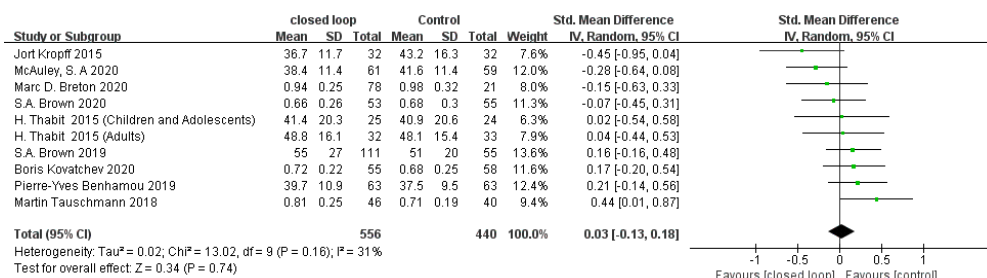 closed loop Control Std. Mean Difference Std. Mean Difference
Study or Subgroup Mean SD Total Mean SD Total Weight IV, Random, 95% CI IV, Random, 95% CI
Jort Kropff 2015 36.7 11.7 32 43.2 16.3 32 7.6% -0.45 [-0.95, 0.04]
McAuley, S. A 2020 38.4 11.4 61 41.6 11.4 59 11.9% -0.28 [-0.64, 0.08]
Marc D. Breton 2020 0.94 0.26 78 0.98 0.32 21 8.0% -0.15 [-0.63, 0.33]
S.A. Brown 2020 0.66 0.26 53 0.68 0.3 55 11.2% -0.07 [-0.45, 0.31]
H. Thabit 2015 (Children and Adolescents) 41.4 20.3 25 40.9 20.6 24 6.3% 0.02 [-0.54, 0.58]
H. Thabit 2015 (Adults) 48.8 16.1 32 48.1 15.4 33 7.9% 0.04 [-0.44, 0.53]
S.A. Brown 2019 55 27 111 51 20 55 13.6% 0.16 [-0.16, 0.48]
Boris Kovatchev 2020 0.72 0.22 55 0.68 0.25 58 11.5% 0.17 [-0.20, 0.54]
Pierre-Yves Benhamou 2019 39.7 10.9 63 37.5 9.5 63 12.4% 0.21 [-0.14, 0.56]
Martin Tauschmann 2018 0.81 0.25 46 0.71 0.19 40 9.4% 0.44 [0.01, 0.87]
Total (95% CI) 556 440 100.0% 0.03 [-0.13, 0.18]
Heterogeneity: Tau² = 0.02; Chi² = 13.02, df = 9 (P = 0.16); I² = 31%
Test for overall effect: Z = 0.34 (P = 0.74)
-1 -0.5 0 0.5 1
Favours [closed loop] Favours [control]